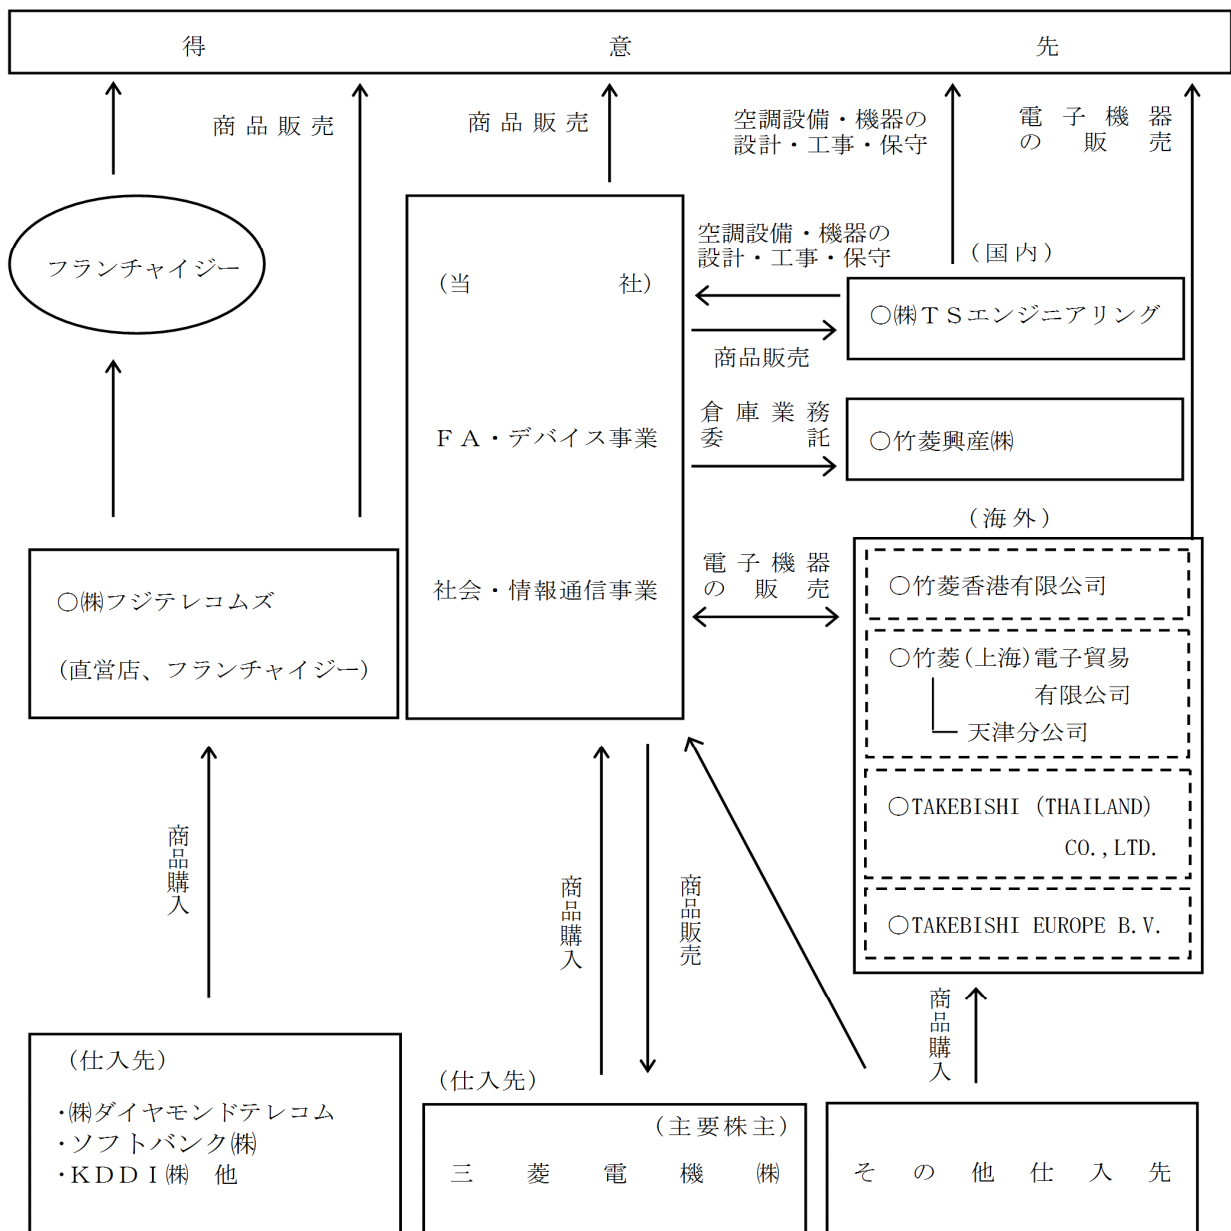 得意先
商品販売
商品販売
空調設備・機器の
設計・工事・保守
電子機器
の販売
フランチャイジー
(当社)
FA・デバイス事業
社会・情報通信事業
空調設備・機器の
設計・工事・保守
(国内)
○㈱TSエンジニアリング
商品販売
倉庫業務
委託
○竹菱興産㈱
(海外)
電子機器
の販売
○竹菱香港有限公司
○竹菱(上海)電子貿易
有限公司
天津分公司
○TAKEBISHI (THAILAND)
CO.,LTD.
○TAKEBISHI EUROPE B.V.
○㈱フジテレコムズ
(直営店、フランチャイジー)
商品購入
商品購入
商品販売
商品購入
(仕入先)
・㈱ダイヤモンドテレコム
・ソフトバンク㈱
・KDDI㈱ 他
(仕入先)
(主要株主)
三菱電機㈱
その他仕入先